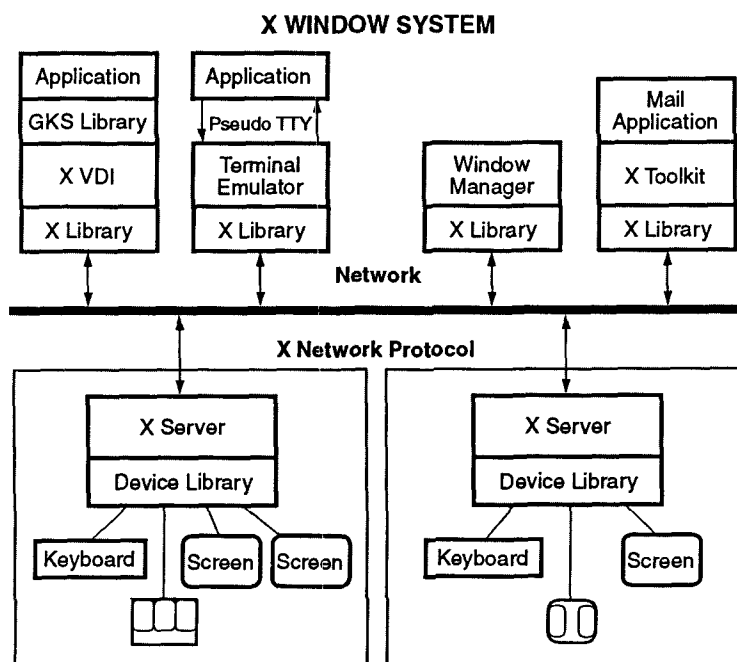 X WINDOW SYSTEM
Application
GKS Library
X VDI
X Library
Application
Pseudo TTY
Terminal
Emulator
X Library
Window
Manager
X Library
Mail
Application
X Toolkit
X Library
Network
X Network Protocol
X Server
Device Library
Keyboard
Screen
Screen
X Server
Device Library
Keyboard
Screen